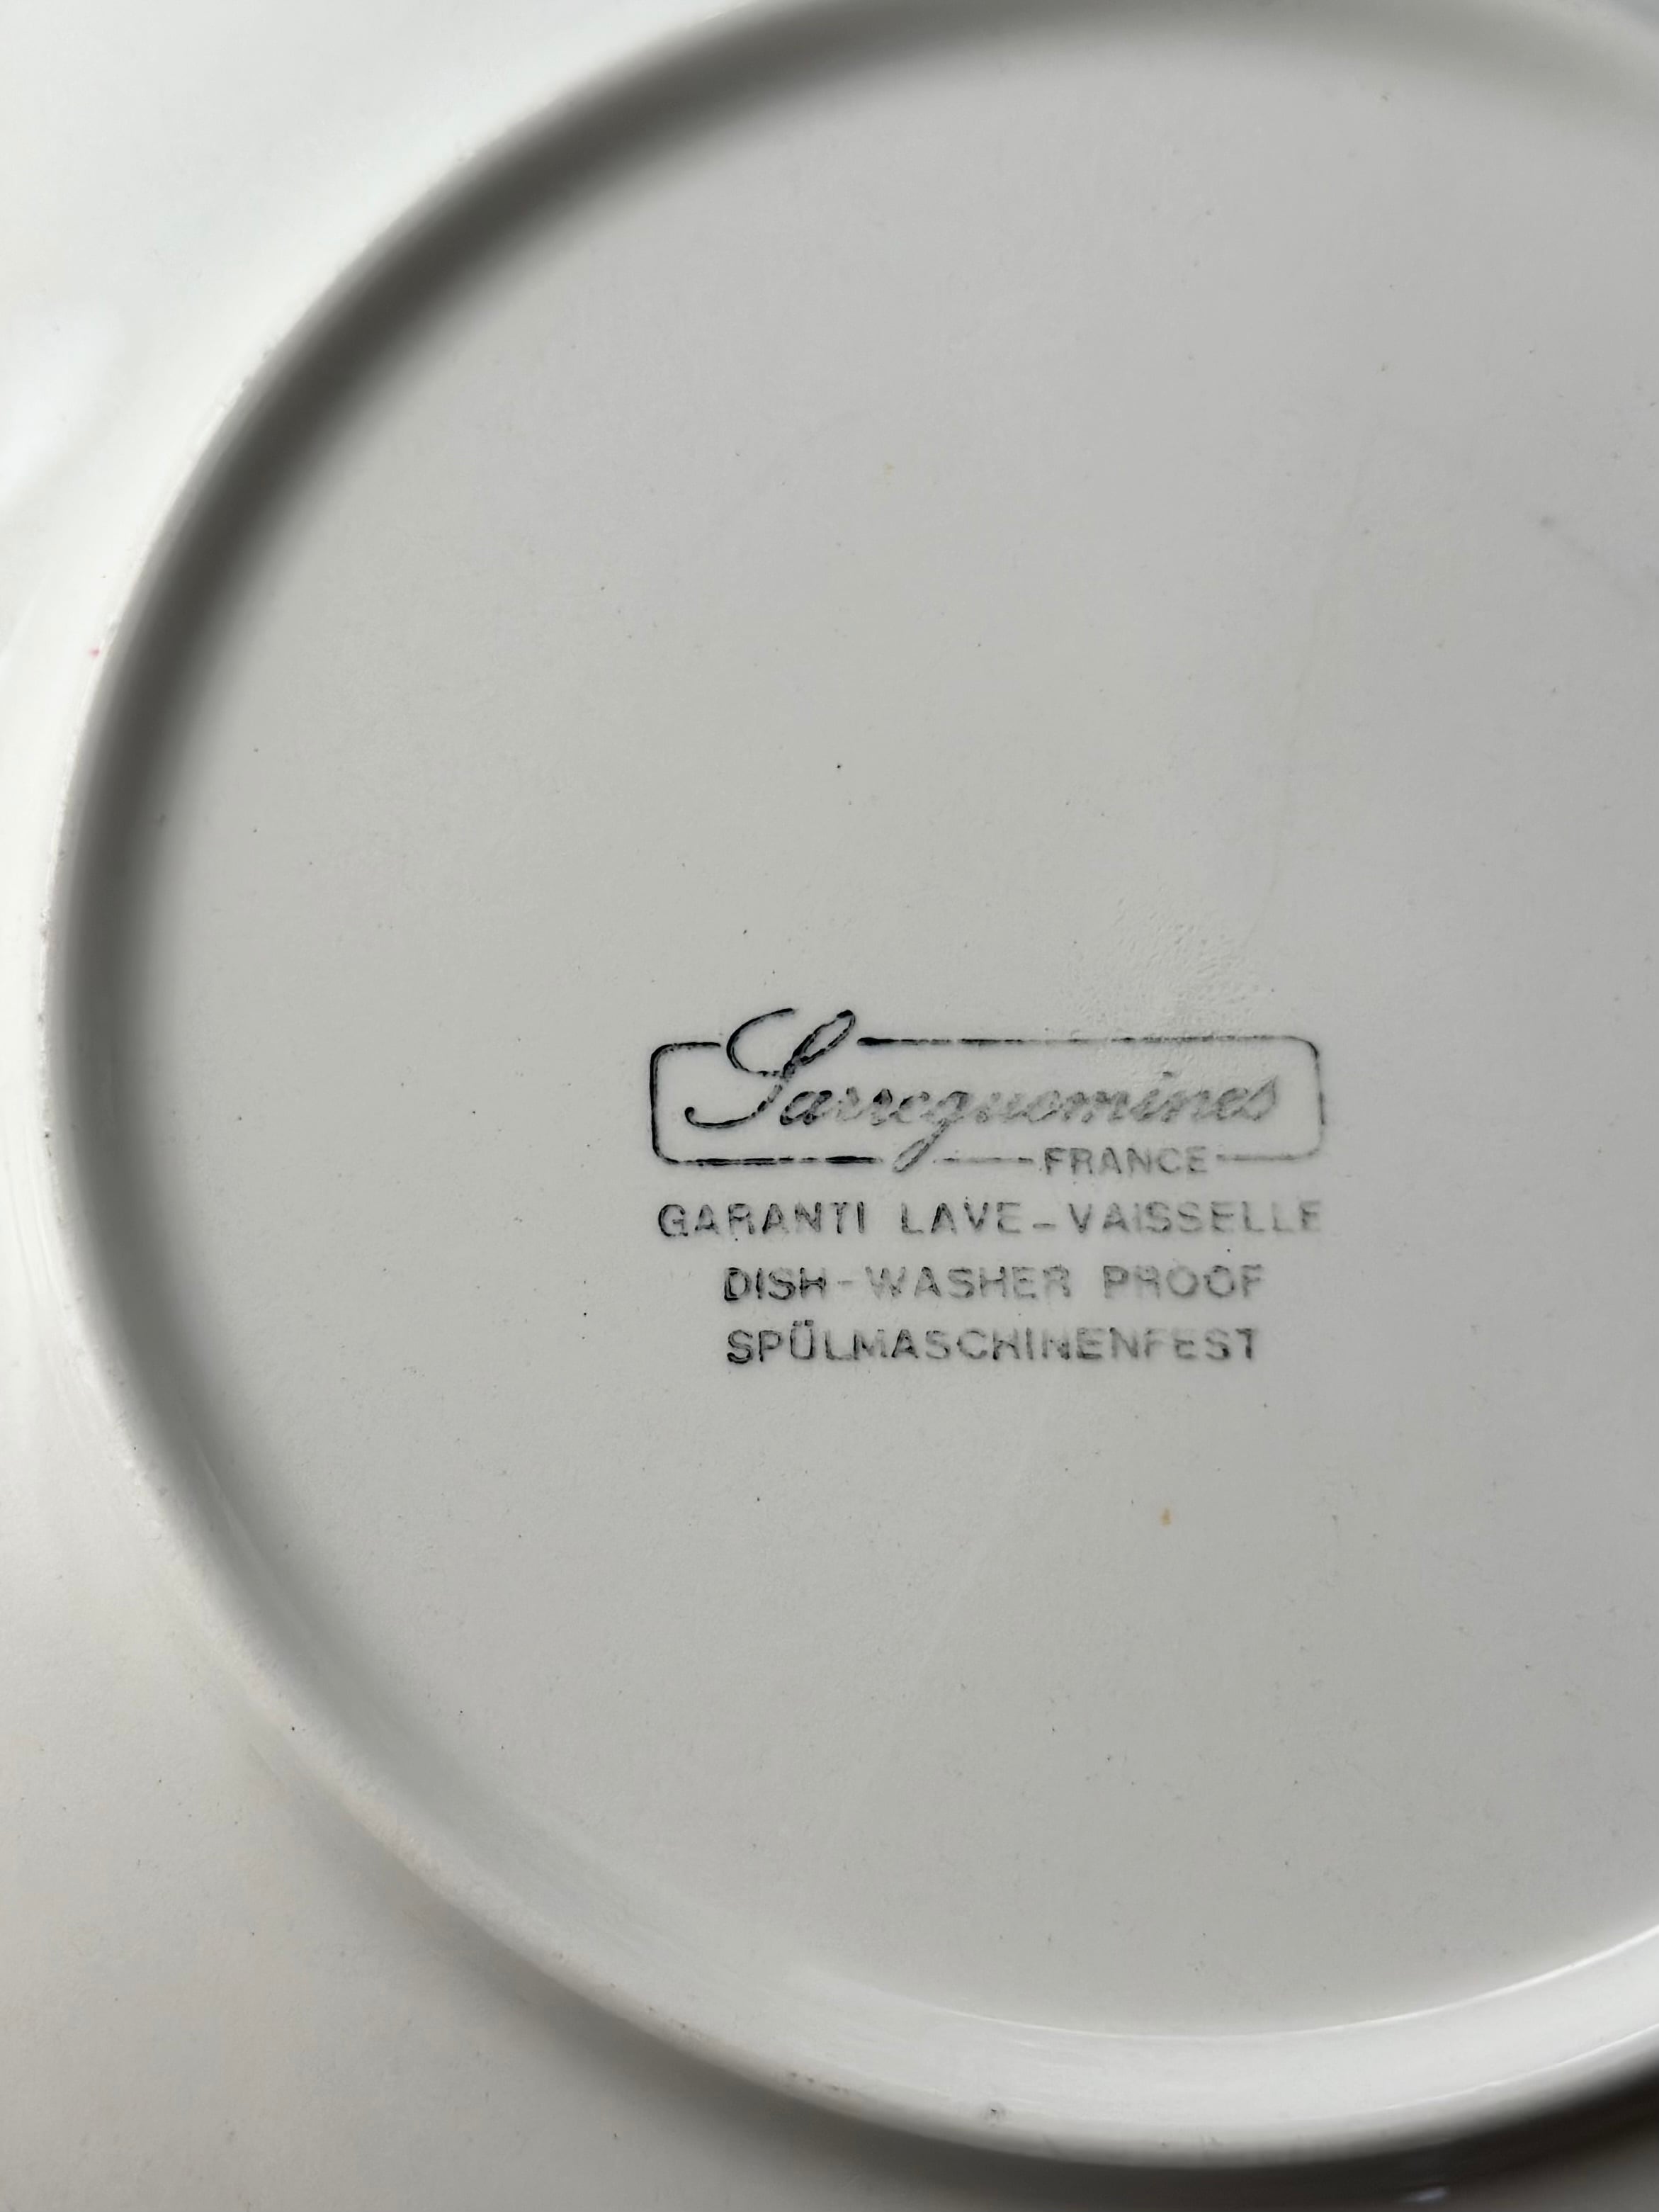 Sarreguemines
FRANCE
GARANTI LAVE-VAISSELLE
DISH-WASHER PROOF
SPÜLMASCHINENFEST